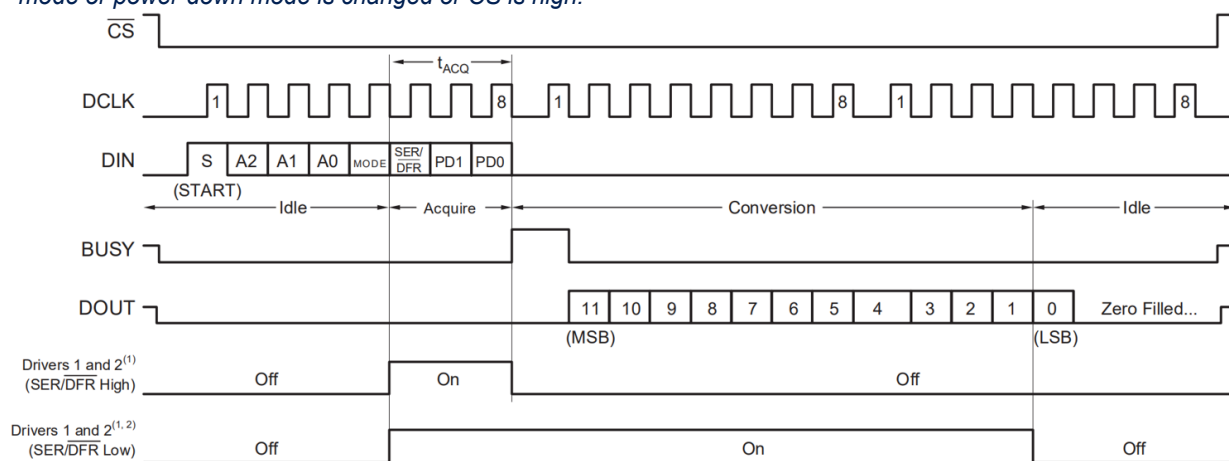 mode or power down mode is changed or CS is high.
CS
tACQ
DCLK 1 8 1 8 1 8
DIN S A2 A1 A0 MODE SER/DFR PD1 PD0
(START)
Idle Acquire Conversion Idle
BUSY
DOUT 11 10 9 8 7 6 5 4 3 2 1 0 Zero Filled...
(MSB) (LSB)
Drivers 1 and 2(1)
(SER/DFR High) Off On Off
Drivers 1 and 2(1, 2)
(SER/DFR Low) Off On Off